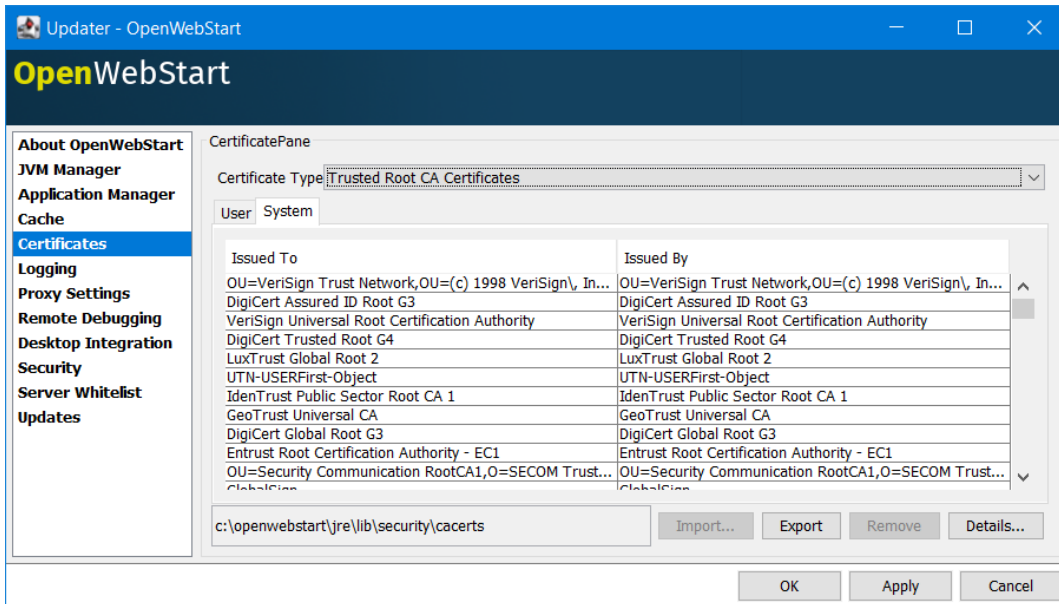 Updater - OpenWebStart
OpenWebStart
About OpenWebStart
JVM Manager
Application Manager
Cache
Certificates
Logging
Proxy Settings
Remote Debugging
Desktop Integration
Security
Server Whitelist
Updates
CertificatePane
Certificate Type Trusted Root CA Certificates
User System
Issued To Issued By
OU=VeriSign Trust Network,OU=(c) 1998 VeriSign\, In... OU=VeriSign Trust Network,OU=(c) 1998 VeriSign\, In...
DigiCert Assured ID Root G3 DigiCert Assured ID Root G3
VeriSign Universal Root Certification Authority VeriSign Universal Root Certification Authority
DigiCert Trusted Root G4 DigiCert Trusted Root G4
LuxTrust Global Root 2 LuxTrust Global Root 2
UTN-USERFirst-Object UTN-USERFirst-Object
IdenTrust Public Sector Root CA 1 IdenTrust Public Sector Root CA 1
GeoTrust Universal CA GeoTrust Universal CA
DigiCert Global Root G3 DigiCert Global Root G3
Entrust Root Certification Authority - EC1 Entrust Root Certification Authority - EC1
OU=Security Communication RootCA1,O=SECOM Trust... OU=Security Communication RootCA1,O=SECOM Trust...
GlobalSign GlobalSign
c:\openwebstart\jre\lib\security\cacerts Import... Export Remove Details...
OK Apply Cancel